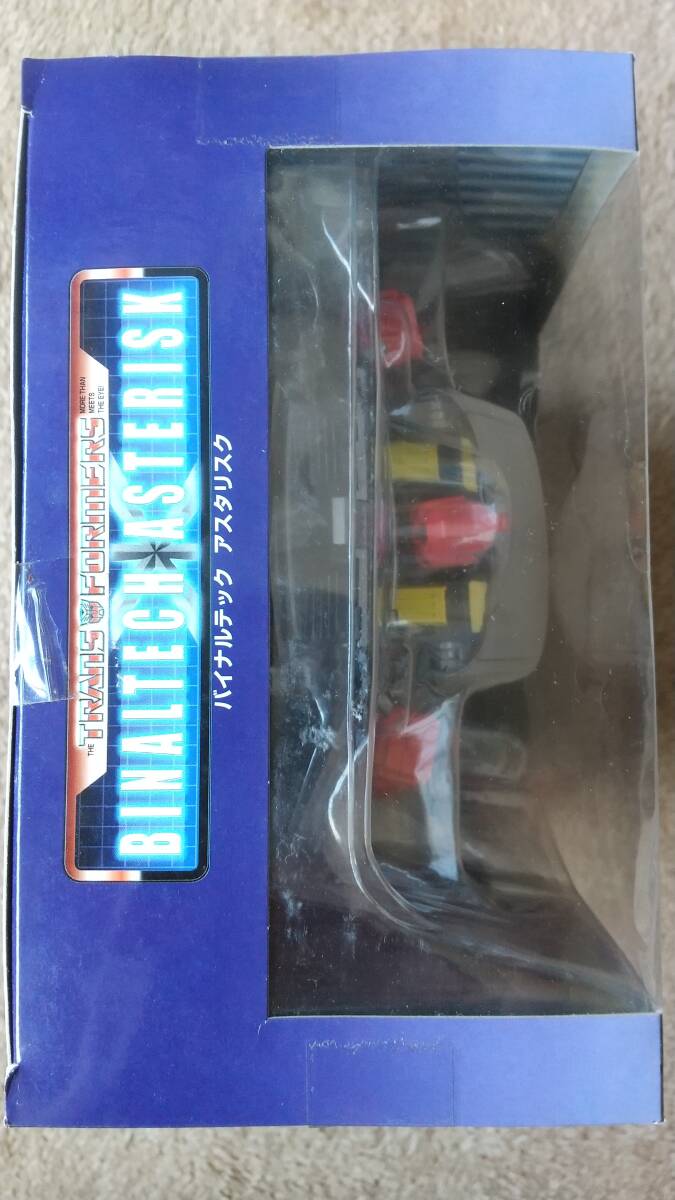 THE TRANSFORMERS MORE THAN
MEETS
THE EYE!
BINALTECH * ASTERISK
バイナルテック アスタリスク